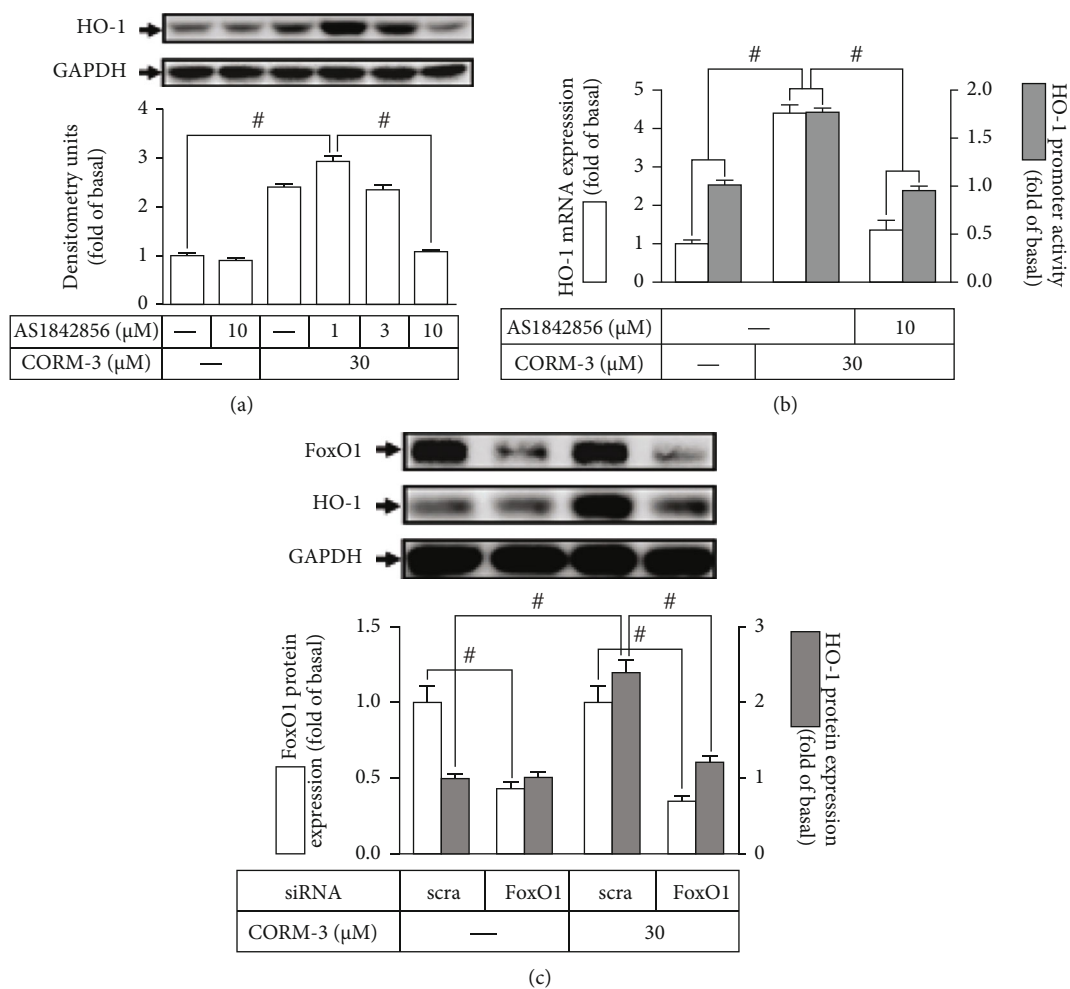 HO-1
GAPDH
4
3
2
1
0
Densitometry units
(fold of basal)
# #
AS1842856 (μM) — 10 — 1 3 10
CORM-3 (μM) — 30
(a)
# #
5
4
3
2
1
0
HO-1 mRNA expresssion
(fold of basal)
2.0
1.5
1.0
0.5
0.0
HO-1 promoter activity
(fold of basal)
AS1842856 (μM) — 10
CORM-3 (μM) — 30
(b)
FoxO1
HO-1
GAPDH
# #
# #
1.5
1.0
0.5
0.0
FoxO1 protein
expression (fold of basal)
3
2
1
0
HO-1 protein expression
(fold of basal)
siRNA scra FoxO1 scra FoxO1
CORM-3 (μM) — 30
(c)